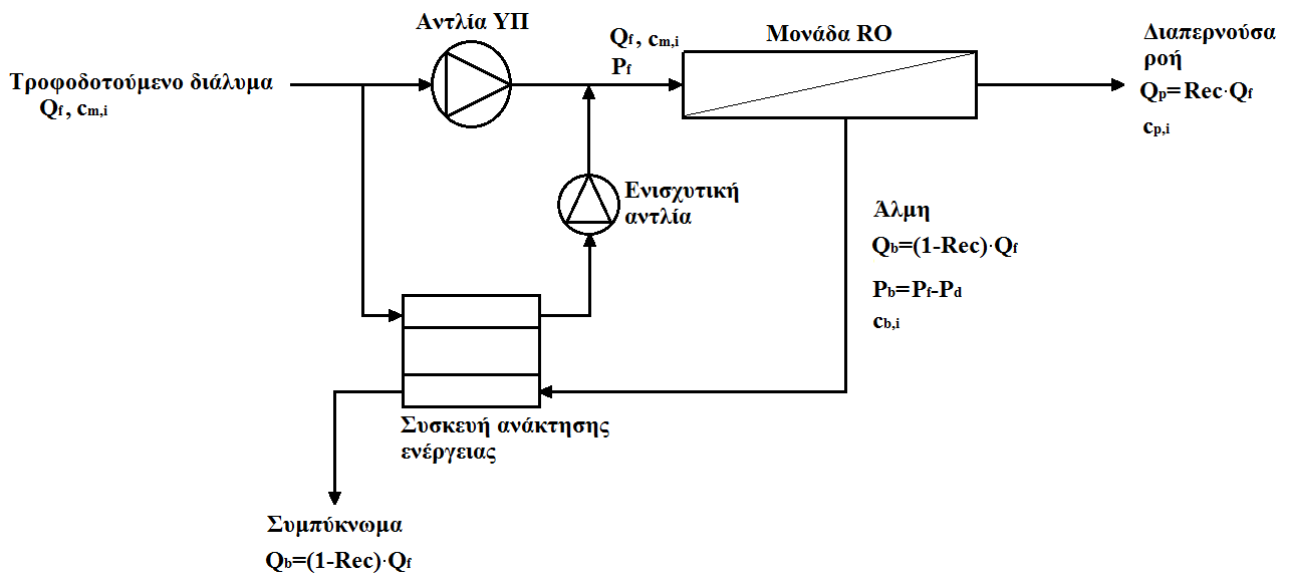 Αντλία ΥΠ
Μονάδα RO
Διαπερνούσα
ροή
Qp=Rec·Qf
cp,i
Qf, cm,i
Pf
Τροφοδοτούμενο διάλυμα
Qf, cm,i
Ενισχυτική
αντλία
Άλμη
Qb=(1-Rec)·Qf
Pb=Pf-Pd
cb,i
Συσκευή ανάκτησης
ενέργειας
Συμπύκνωμα
Qb=(1-Rec)·Qf